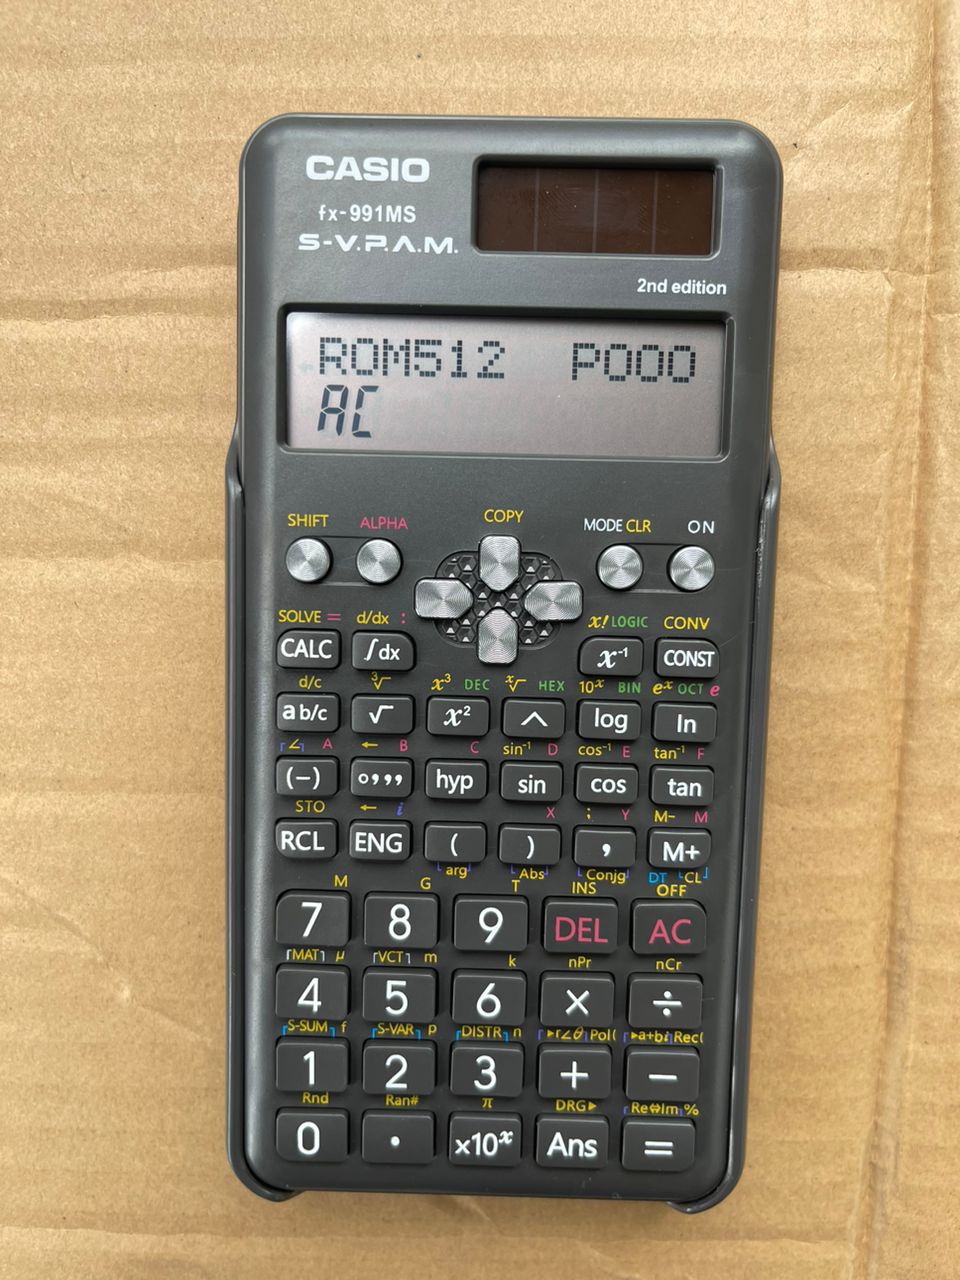 CASIO
fx-991MS
S-V.P.A.M.
2nd edition
ROM512 P000
AC
SHIFT ALPHA COPY MODE CLR ON
SOLVE = d/dx : x! LOGIC CONV
CALC ∫dx x⁻¹ CONST
d/c ³√ x³ DEC ˣ√ HEX 10ˣ BIN eˣ OCT e
a b/c √ x² ^ log ln
∠ A ← B C sin⁻¹ D cos⁻¹ E tan⁻¹ F
(−) o,,, hyp sin cos tan
STO ← i X ; Y M− M
RCL ENG ( ) , M+
arg Abs Conjg DT CL
M G T INS OFF
7 8 9 DEL AC
MAT µ VCT m k nPr nCr
4 5 6 × ÷
S-SUM f S-VAR p DISTR n ▸r∠θ Pol( ▸a+bi Rec(
1 2 3 + −
Rnd Ran# π DRG▸ Re⇔Im %
0 . ×10ˣ Ans =